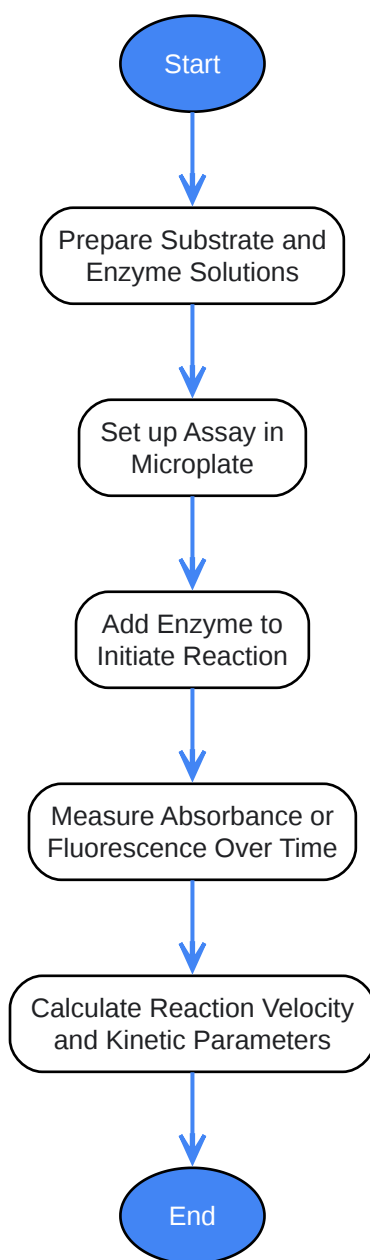 Start
Prepare Substrate and
Enzyme Solutions
Set up Assay in
Microplate
Add Enzyme to
Initiate Reaction
Measure Absorbance or
Fluorescence Over Time
Calculate Reaction Velocity
and Kinetic Parameters
End